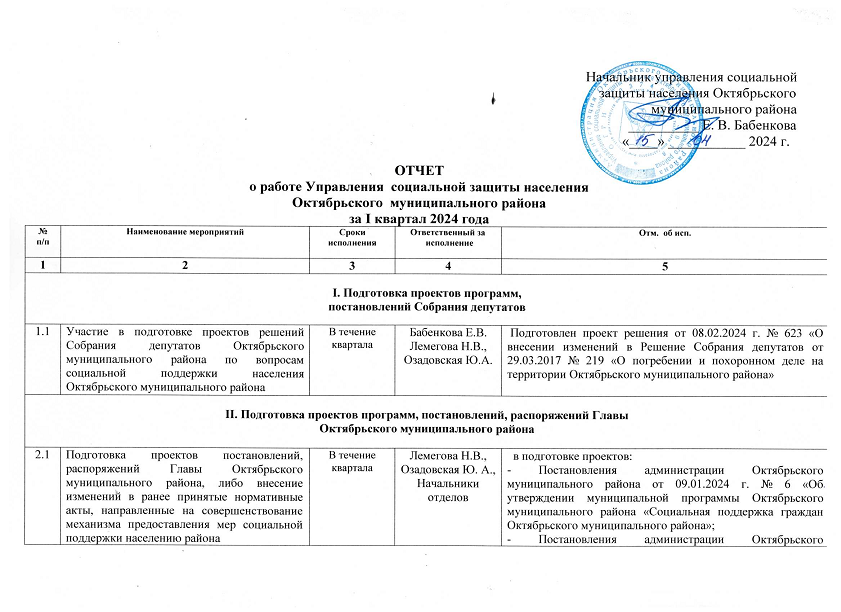 Начальник управления социальной
защиты населения Октябрьского
муниципального района
Е. В. Бабенкова
« 15 » 04 2024 г.
ОТЧЕТ
о работе Управления социальной защиты населения
Октябрьского муниципального района
за I квартал 2024 года
№ п/п
Наименование мероприятий
Сроки исполнения
Ответственный за исполнение
Отм. об исп.
1 2 3 4 5
I. Подготовка проектов программ,
постановлений Собрания депутатов
1.1
Участие в подготовке проектов решений
Собрания депутатов Октябрьского
муниципального района по вопросам
социальной поддержки населения
Октябрьского муниципального района
В течение
квартала
Бабенкова Е.В.
Лемегова Н.В.,
Озадовская Ю.А.
Подготовлен проект решения от 08.02.2024 г. № 623 «О
внесении изменений в Решение Собрания депутатов от
29.03.2017 № 219 «О погребении и похоронном деле на
территории Октябрьского муниципального района»
II. Подготовка проектов программ, постановлений, распоряжений Главы
Октябрьского муниципального района
2.1
Подготовка проектов постановлений,
распоряжений Главы Октябрьского
муниципального района, либо внесение
изменений в ранее принятые нормативные
акты, направленные на совершенствование
механизма предоставления мер социальной
поддержки населению района
В течение
квартала
Лемегова Н.В.,
Озадовская Ю. А.,
Начальники
отделов
в подготовке проектов:
- Постановления администрации Октябрьского
муниципального района от 09.01.2024 г. № 6 «Об
утверждении муниципальной программы Октябрьского
муниципального района «Социальная поддержка граждан
Октябрьского муниципального района»;
- Постановления администрации Октябрьского